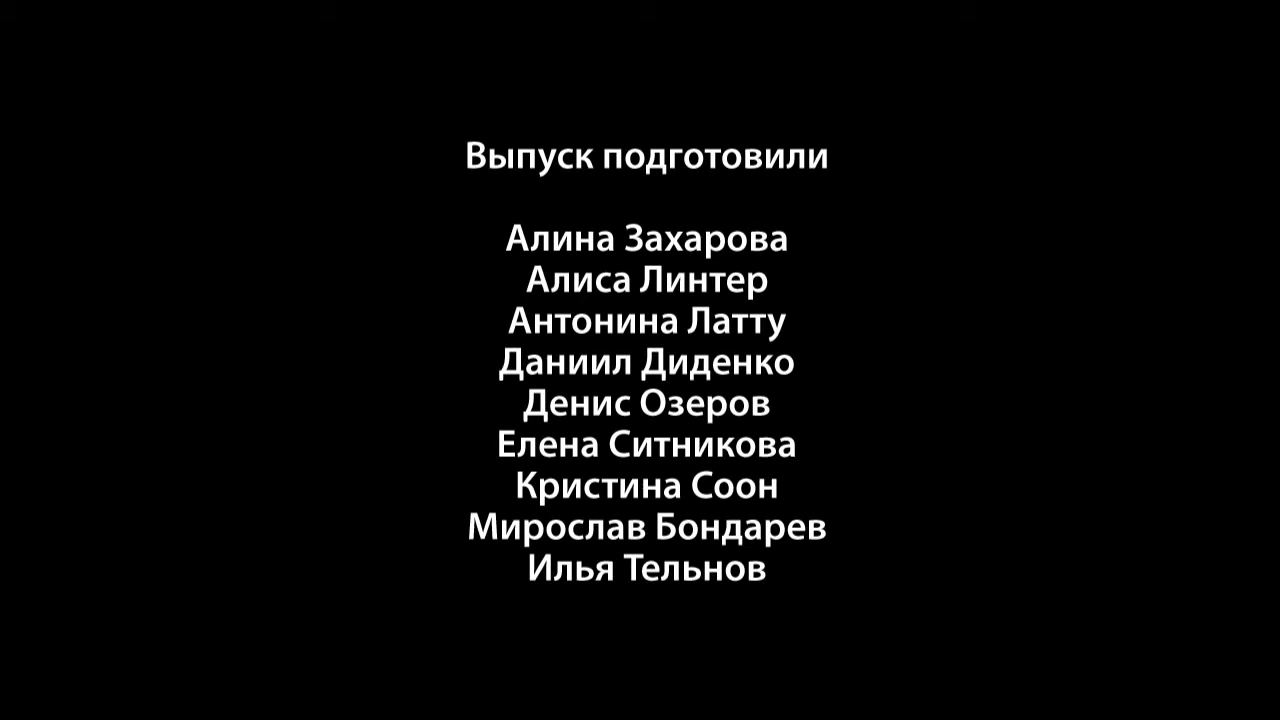 Выпуск подготовили
Алина Захарова
Алиса Линтер
Антонина Латту
Даниил Диденко
Денис Озеров
Елена Ситникова
Кристина Соон
Мирослав Бондарев
Илья Тельнов